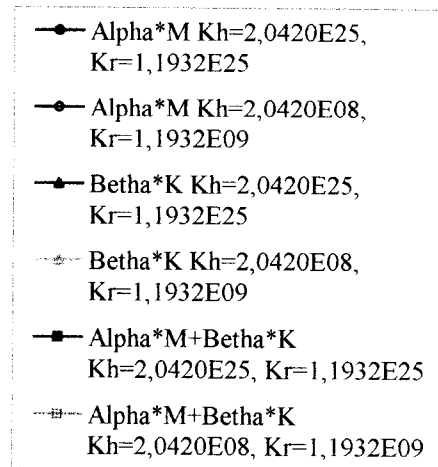 Alpha*M Kh=2,0420E25,
Kr=1,1932E25
Alpha*M Kh=2,0420E08,
Kr=1,1932E09
Betha*K Kh=2,0420E25,
Kr=1,1932E25
Betha*K Kh=2,0420E08,
Kr=1,1932E09
Alpha*M+Betha*K
Kh=2,0420E25, Kr=1,1932E25
Alpha*M+Betha*K
Kh=2,0420E08, Kr=1,1932E09